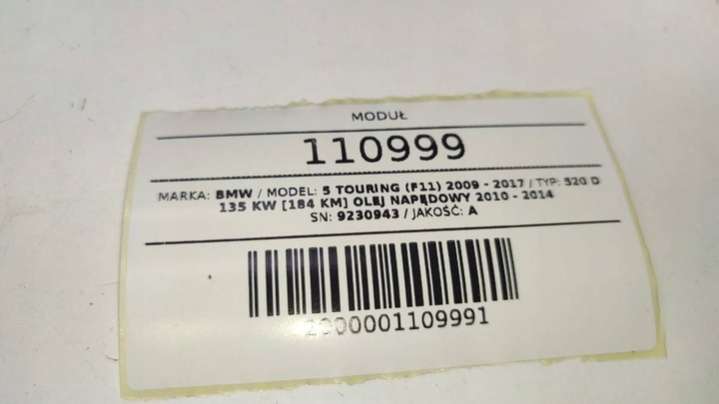 MODUŁ
110999
MARKA: BMW / MODEL: 5 TOURING (F11) 2009 - 2017 / TYP: 520 D
135 KW [184 KM] OLEJ NAPĘDOWY 2010 - 2014
SN: 9230943 / JAKOŚĆ: A
2000001109991